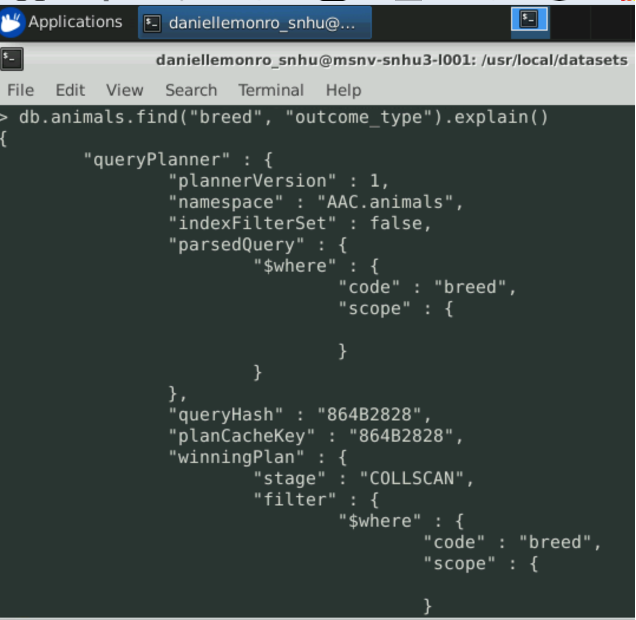 Applications
daniellemonro_snhu@...
daniellemonro_snhu@msnv-snhu3-l001: /usr/local/datasets
File Edit View Search Terminal Help
> db.animals.find("breed", "outcome_type").explain()
{
        "queryPlanner" : {
                "plannerVersion" : 1,
                "namespace" : "AAC.animals",
                "indexFilterSet" : false,
                "parsedQuery" : {
                        "$where" : {
                                "code" : "breed",
                                "scope" : {

                                }
                        }
                },
                "queryHash" : "864B2828",
                "planCacheKey" : "864B2828",
                "winningPlan" : {
                        "stage" : "COLLSCAN",
                        "filter" : {
                                "$where" : {
                                        "code" : "breed",
                                        "scope" : {

                                        }